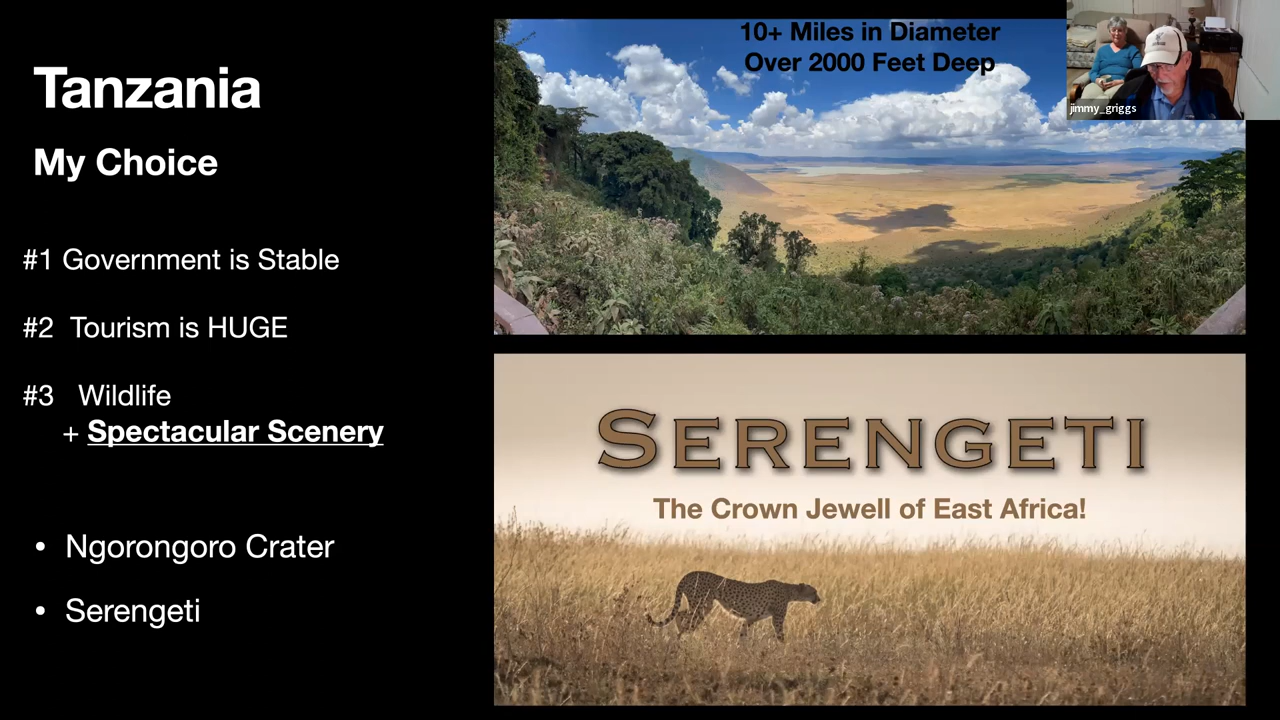 Tanzania
My Choice
#1 Government is Stable
#2 Tourism is HUGE
#3 Wildlife
+ Spectacular Scenery
• Ngorongoro Crater
• Serengeti
10+ Miles in Diameter
Over 2000 Feet Deep
jimmy_griggs
SERENGETI
The Crown Jewell of East Africa!